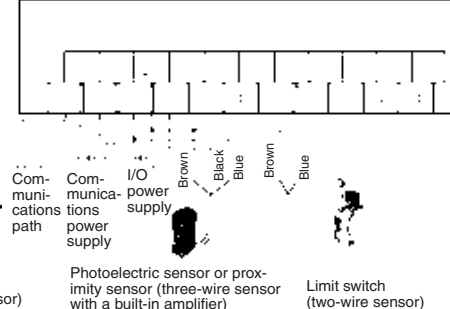 Com-
muni-
cations
path
Com-
munica-
tions
power
supply
I/O
power
supply
Brown
Black
Blue
Brown
Blue
Photoelectric sensor or prox-
imity sensor (three-wire sensor
with a built-in amplifier)
Limit switch
(two-wire sensor)
sor)